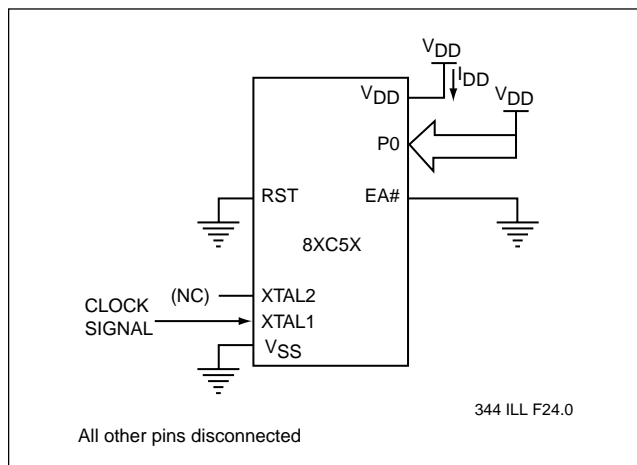 VDD
IDD
VDD
VDD
P0
RST
EA#
8XC5X
(NC)
XTAL2
CLOCK
SIGNAL
XTAL1
VSS
344 ILL F24.0
All other pins disconnected